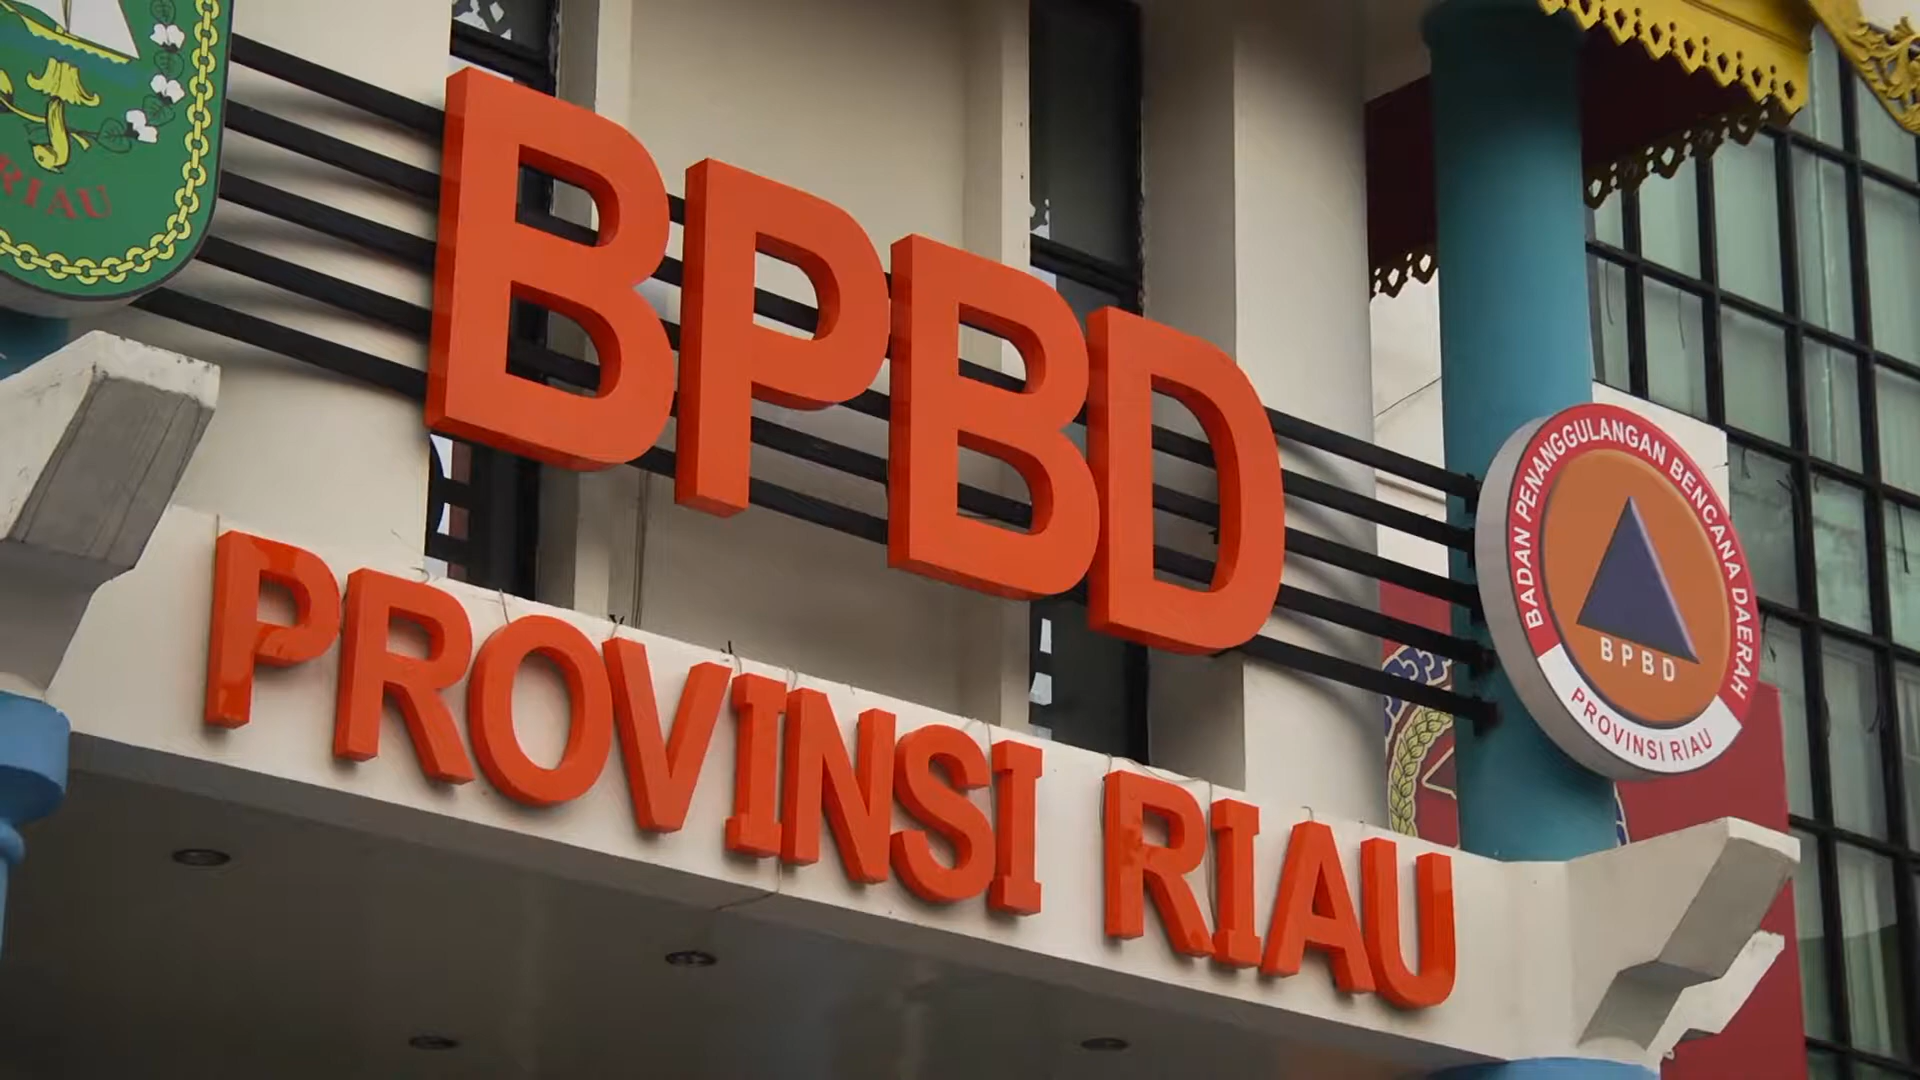 RIAU
BPBD
PROVINSI RIAU
BADAN PENANGGULANGAN BENCANA DAERAH
BPBD
PROVINSI RIAU